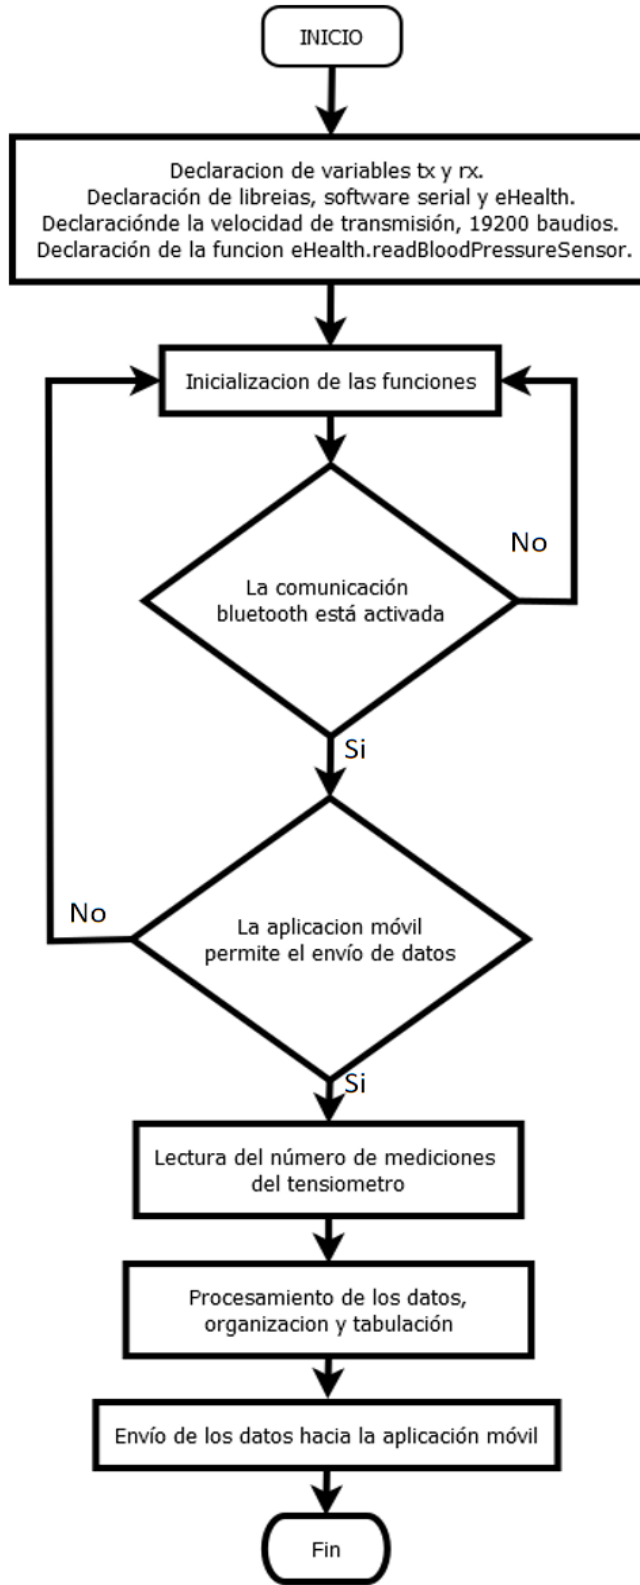 INICIO
Declaracion de variables tx y rx.
Declaración de libreias, software serial y eHealth.
Declaraciónde la velocidad de transmisión, 19200 baudios.
Declaración de la funcion eHealth.readBloodPressureSensor.
Inicialización de las funciones
No
La comunicación
bluetooth está activada
Si
No
La aplicacion móvil
permite el envío de datos
Si
Lectura del número de mediciones
del tensiometro
Procesamiento de los datos,
organizacion y tabulación
Envío de los datos hacia la aplicación móvil
Fin